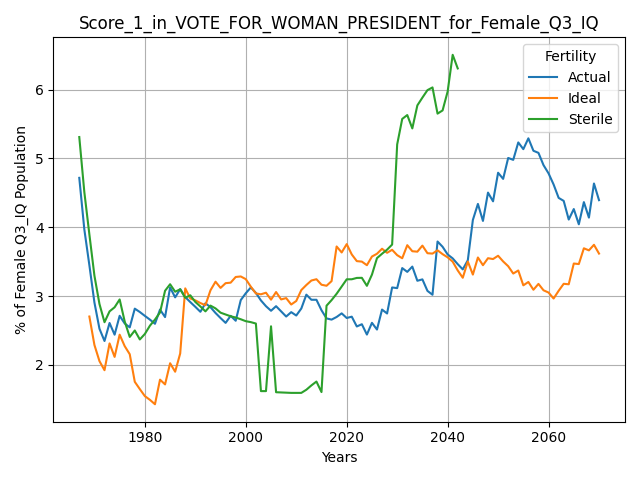 Score_1_in_VOTE_FOR_WOMAN_PRESIDENT_for_Female_Q3_IQ
Fertility
Actual
Ideal
Sterile
% of Female Q3_IQ Population
6
5
4
3
2
1980
2000
2020
2040
2060
Years